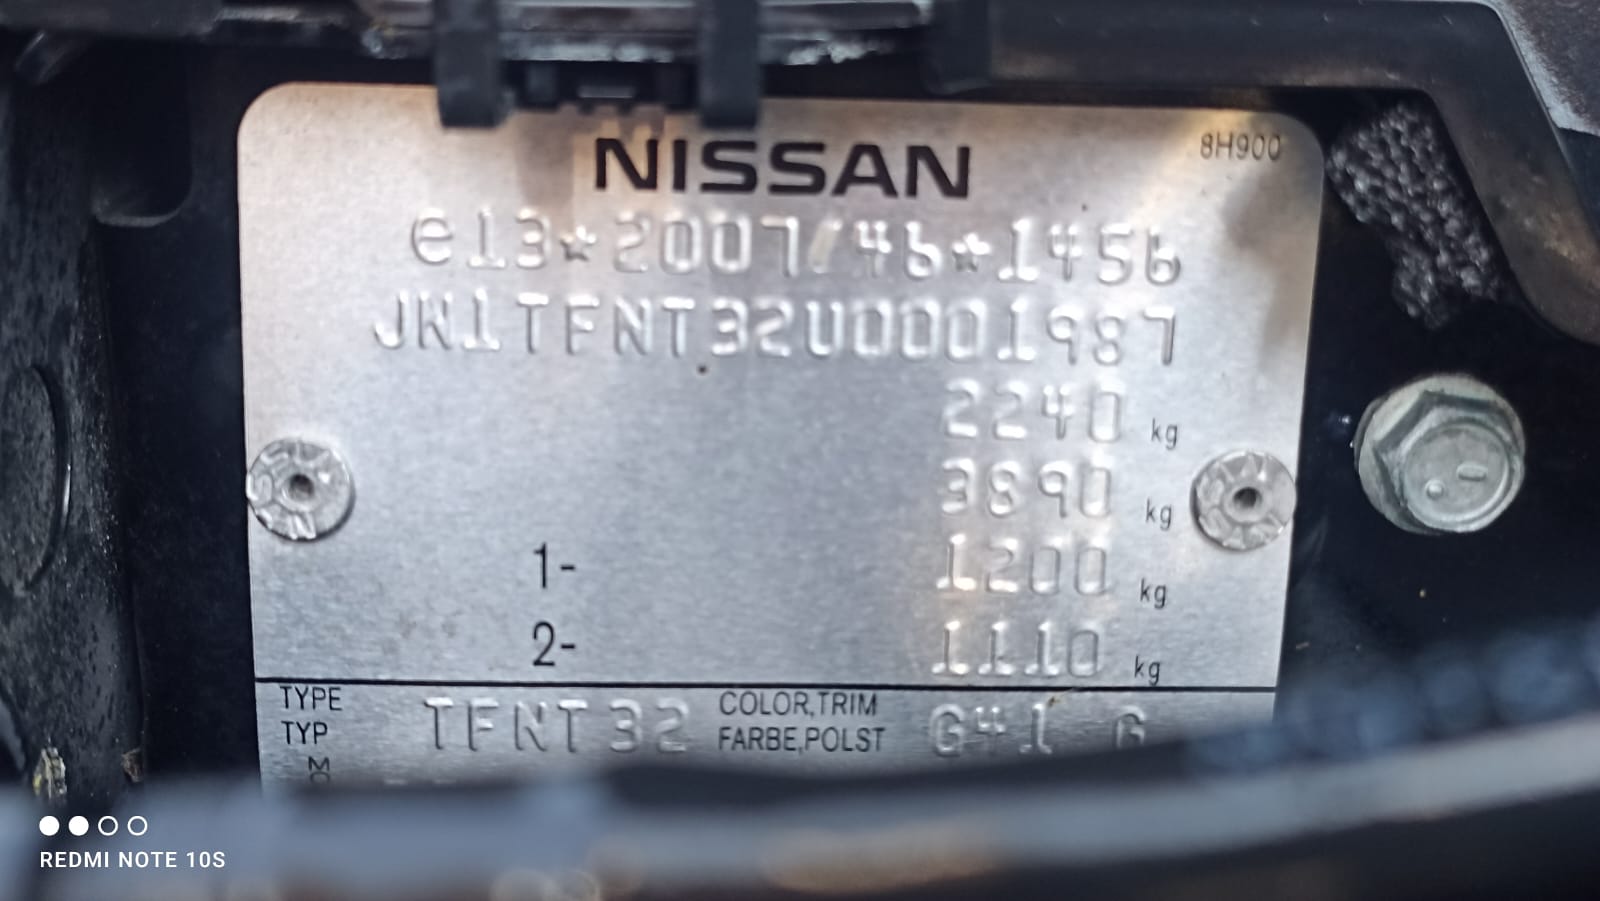 NISSAN
8H900
e13*2007/46*1456
JN1TFNT32U0001987
2240 kg
3890 kg
1- 1200 kg
2- 1110 kg
TYPE
TYP
TFNT32
COLOR,TRIM
FARBE,POLST
G41 G
REDMI NOTE 10S